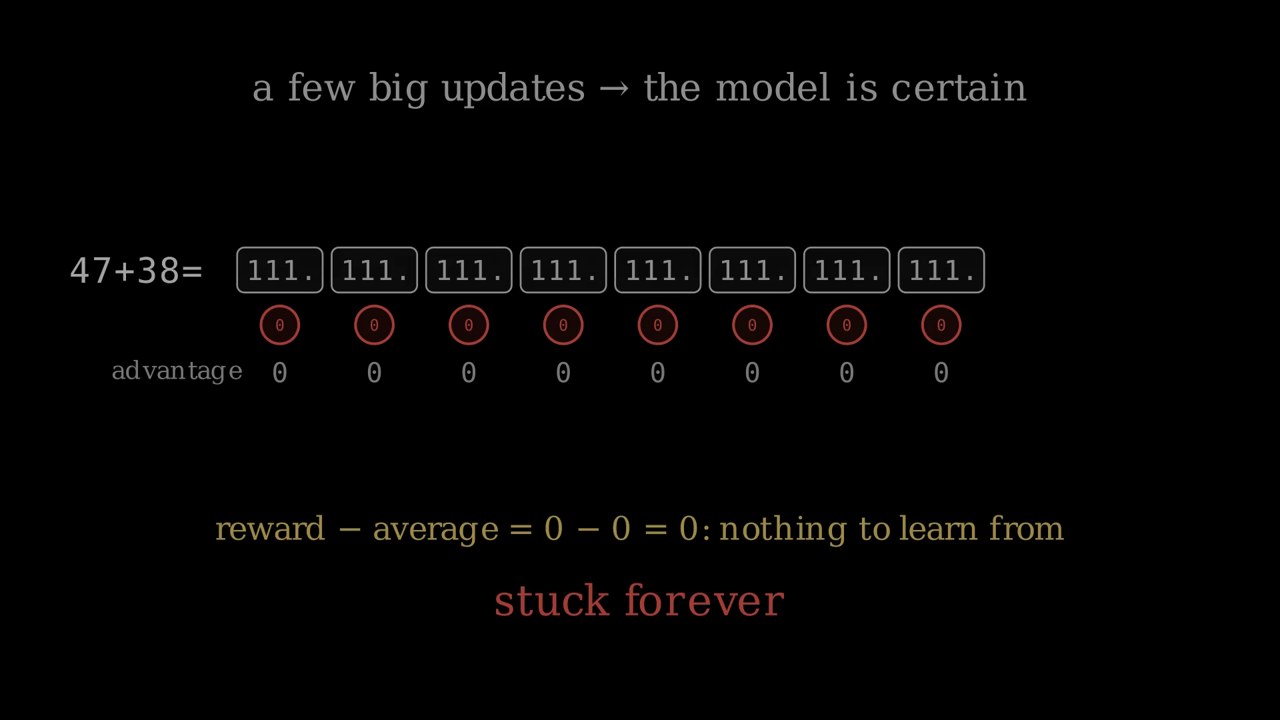 a few big updates → the model is certain
47+38= 111. 111. 111. 111. 111. 111. 111. 111.
0 0 0 0 0 0 0 0
advantage 0 0 0 0 0 0 0 0
reward − average = 0 − 0 = 0: nothing to learn from
stuck forever